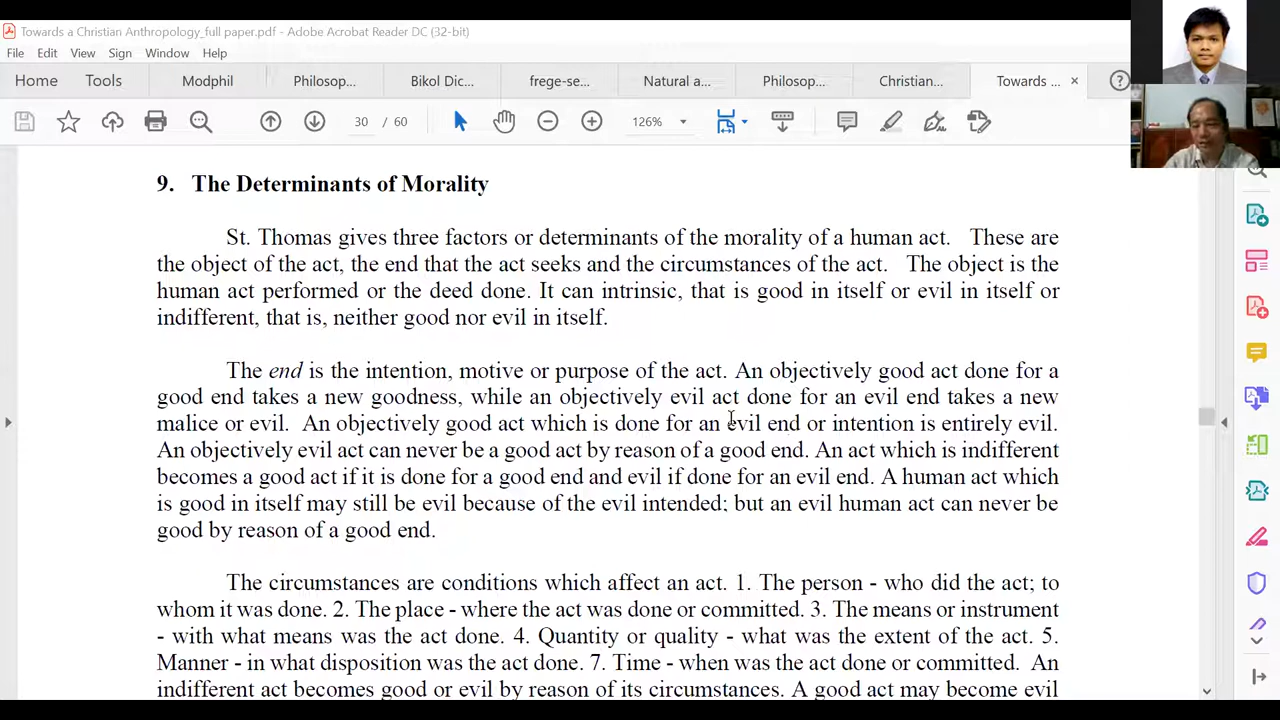 Towards a Christian Anthropology_full paper.pdf - Adobe Acrobat Reader DC (32-bit)
File Edit View Sign Window Help
Home Tools Modphil Philosop... Bikol Dic... frege-se... Natural a... Philosop... Christian... Towards ... ×
30 / 60 126%
9. The Determinants of Morality
St. Thomas gives three factors or determinants of the morality of a human act. These are
the object of the act, the end that the act seeks and the circumstances of the act. The object is the
human act performed or the deed done. It can intrinsic, that is good in itself or evil in itself or
indifferent, that is, neither good nor evil in itself.
The end is the intention, motive or purpose of the act. An objectively good act done for a
good end takes a new goodness, while an objectively evil act done for an evil end takes a new
malice or evil. An objectively good act which is done for an evil end or intention is entirely evil.
An objectively evil act can never be a good act by reason of a good end. An act which is indifferent
becomes a good act if it is done for a good end and evil if done for an evil end. A human act which
is good in itself may still be evil because of the evil intended; but an evil human act can never be
good by reason of a good end.
The circumstances are conditions which affect an act. 1. The person - who did the act; to
whom it was done. 2. The place - where the act was done or committed. 3. The means or instrument
- with what means was the act done. 4. Quantity or quality - what was the extent of the act. 5.
Manner - in what disposition was the act done. 7. Time - when was the act done or committed. An
indifferent act becomes good or evil by reason of its circumstances. A good act may become evil